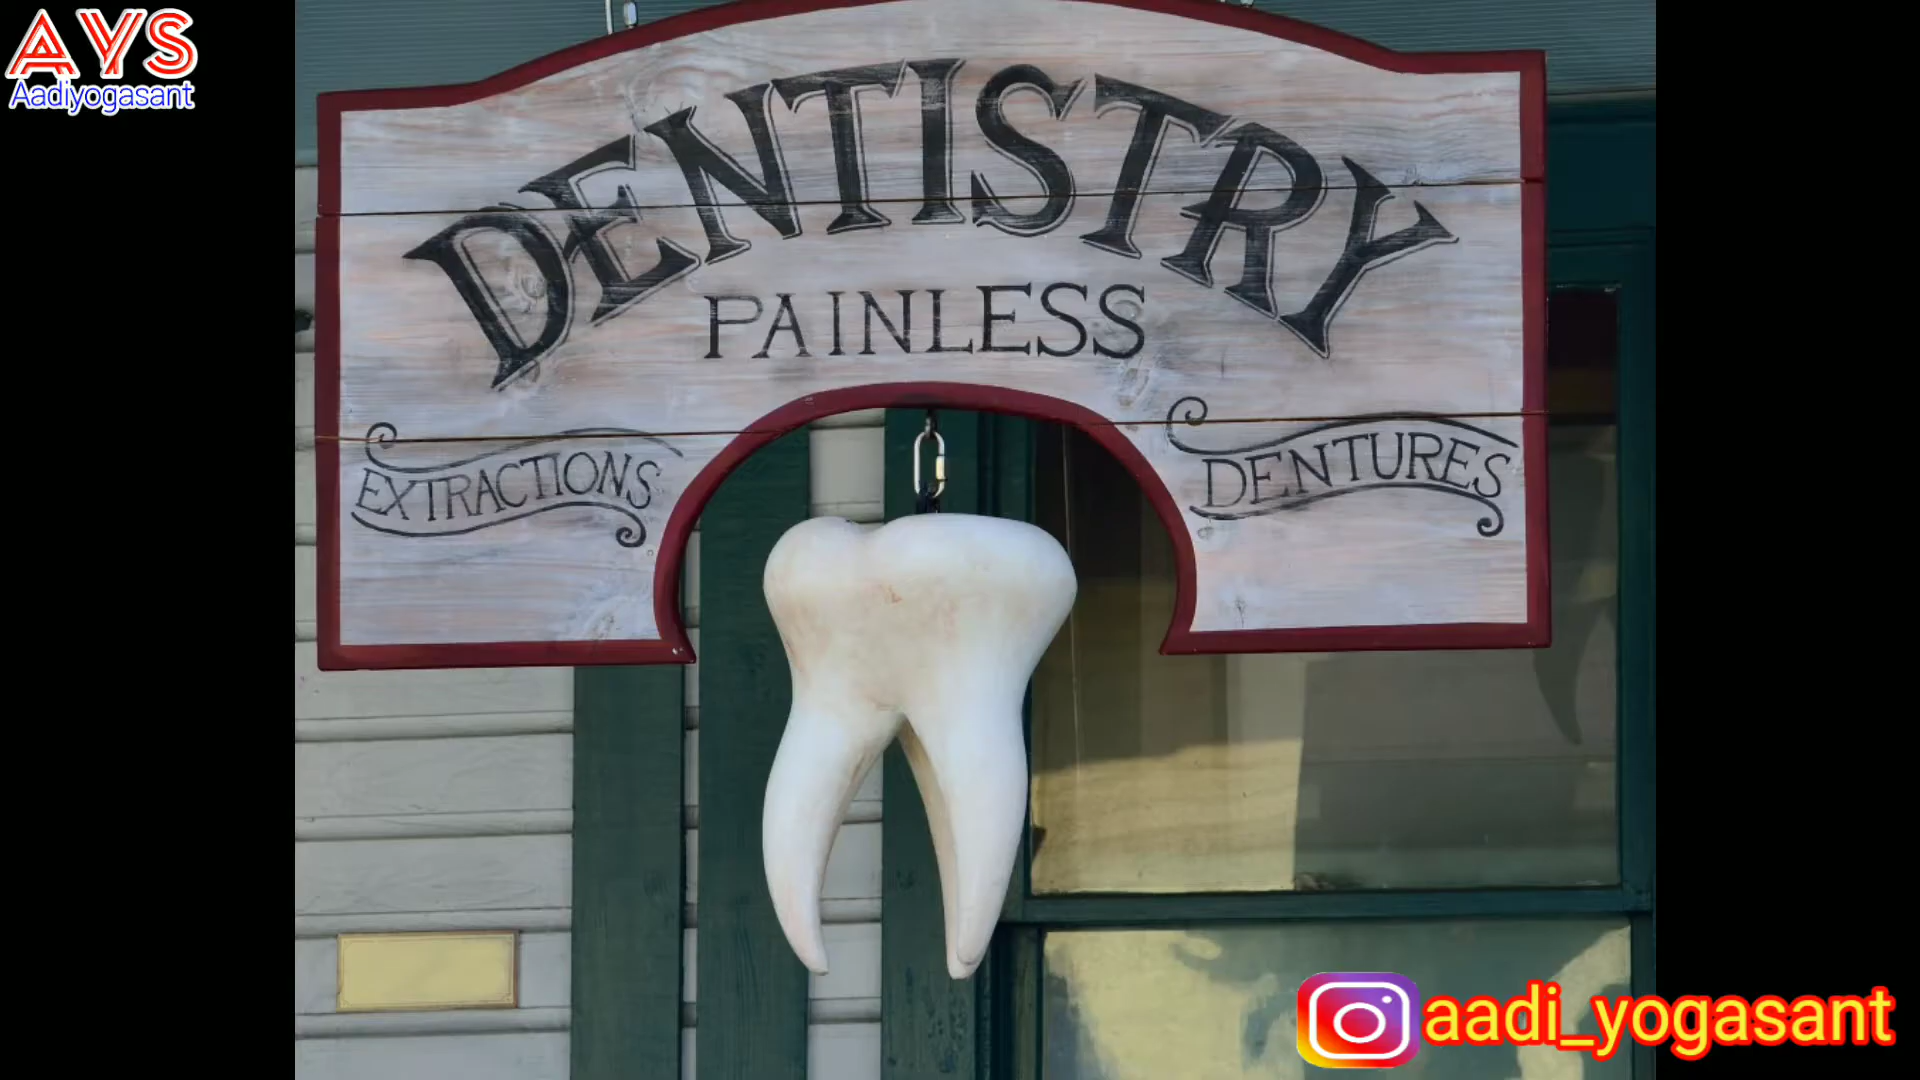 AYS
Aadiyogasant
DENTISTRY
PAINLESS
EXTRACTIONS
DENTURES
aadi_yogasant